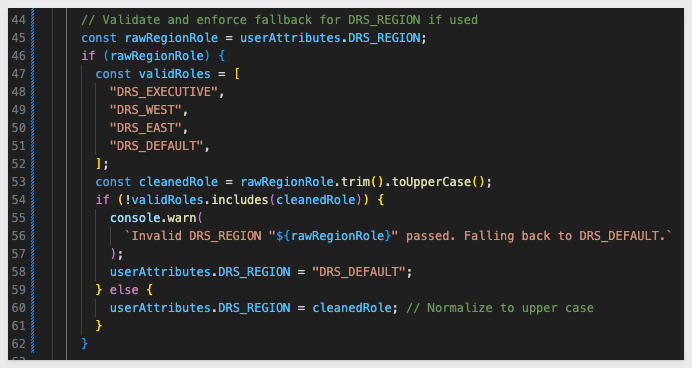 44 // Validate and enforce fallback for DRS_REGION if used
45 const rawRegionRole = userAttributes.DRS_REGION;
46 if (rawRegionRole) {
47 const validRoles = [
48 "DRS_EXECUTIVE",
49 "DRS_WEST",
50 "DRS_EAST",
51 "DRS_DEFAULT",
52 ];
53 const cleanedRole = rawRegionRole.trim().toUpperCase();
54 if (!validRoles.includes(cleanedRole)) {
55 console.warn(
56 `Invalid DRS_REGION "${rawRegionRole}" passed. Falling back to DRS_DEFAULT.`
57 );
58 userAttributes.DRS_REGION = "DRS_DEFAULT";
59 } else {
60 userAttributes.DRS_REGION = cleanedRole; // Normalize to upper case
61 }
62 }